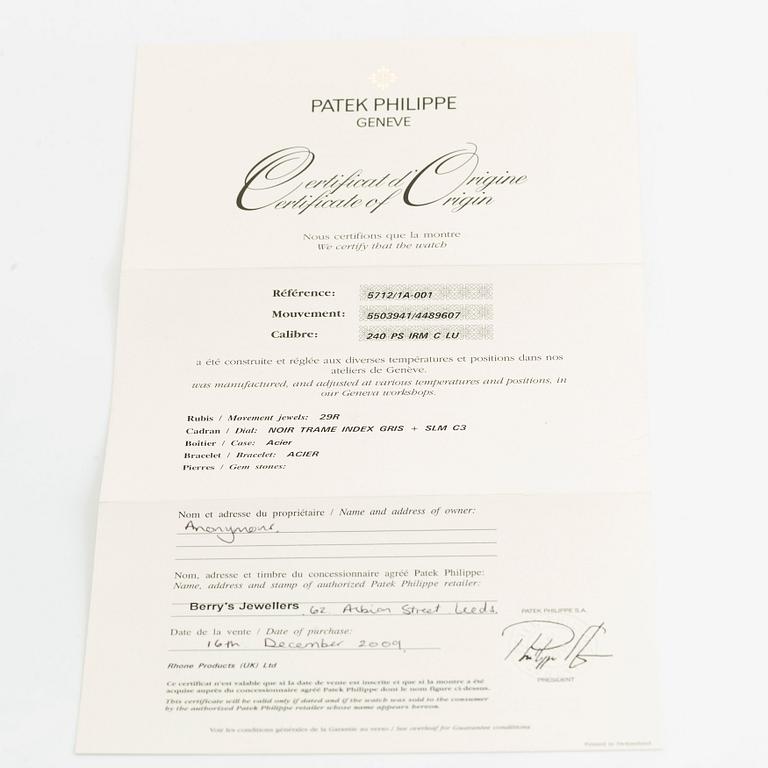 PATEK PHILIPPE
GENEVE
Certificat d'Origine
Certificate of Origin
Nous certifions que la montre
We certify that the watch
Référence: 5712/1A-001
Mouvement: 5503941/4489607
Calibre: 240 PS IRM C LU
a été construite et réglée aux diverses températures et positions dans nos
ateliers de Genève.
was manufactured, and adjusted at various temperatures and positions, in
our Geneva workshops.
Rubis / Movement jewels: 29R
Cadran / Dial: NOIR TRAME INDEX GRIS + SLM C3
Boîtier / Case: Acier
Bracelet / Bracelet: ACIER
Pierres / Gem stones:
Nom et adresse du propriétaire / Name and address of owner:
Anonymous.
Nom, adresse et timbre du concessionnaire agréé Patek Philippe:
Name, address and stamp of authorized Patek Philippe retailer:
Berry's Jewellers, 62 Albion Street Leeds.
PATEK PHILIPPE S.A.
Date de la vente / Date of purchase:
16th December 2009.
Rhone Products (UK) Ltd
PRESIDENT
Ce certificat n'est valable que si la date de vente est inscrite et que si la montre a été
acquise auprès du concessionnaire agréé Patek Philippe dont le nom figure ci-dessus.
This certificate will be valid only if dated and if the watch was sold to the consumer
by the authorized Patek Philippe retailer whose name appears hereon.
Voir les conditions générales de la Garantie au verso / See overleaf for Guarantee conditions
Printed in Switzerland